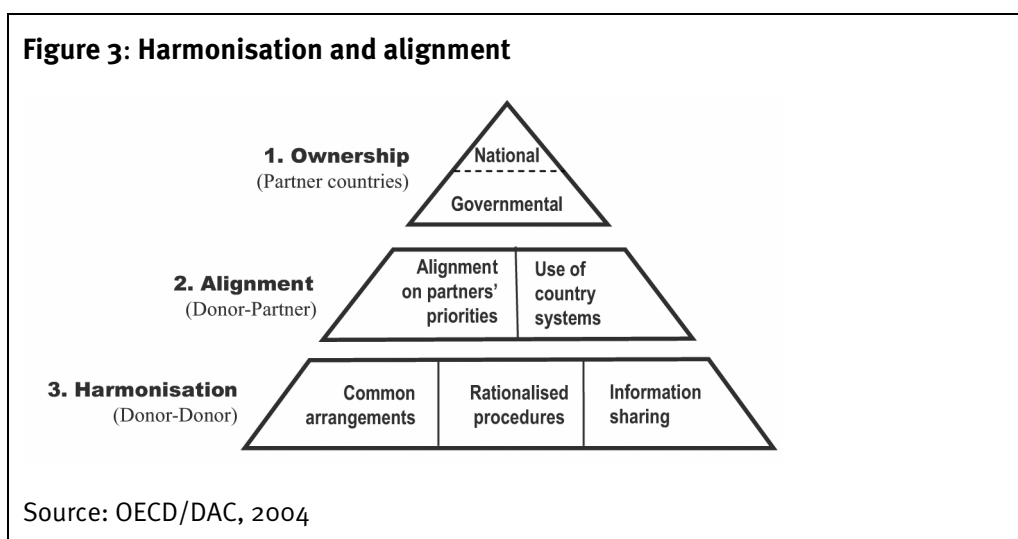 Figure 3: Harmonisation and alignment
1. Ownership
(Partner countries)
National
Governmental
2. Alignment
(Donor-Partner)
Alignment
on partners’
priorities
Use of
country
systems
3. Harmonisation
(Donor-Donor)
Common
arrangements
Rationalised
procedures
Information
sharing
Source: OECD/DAC, 2004